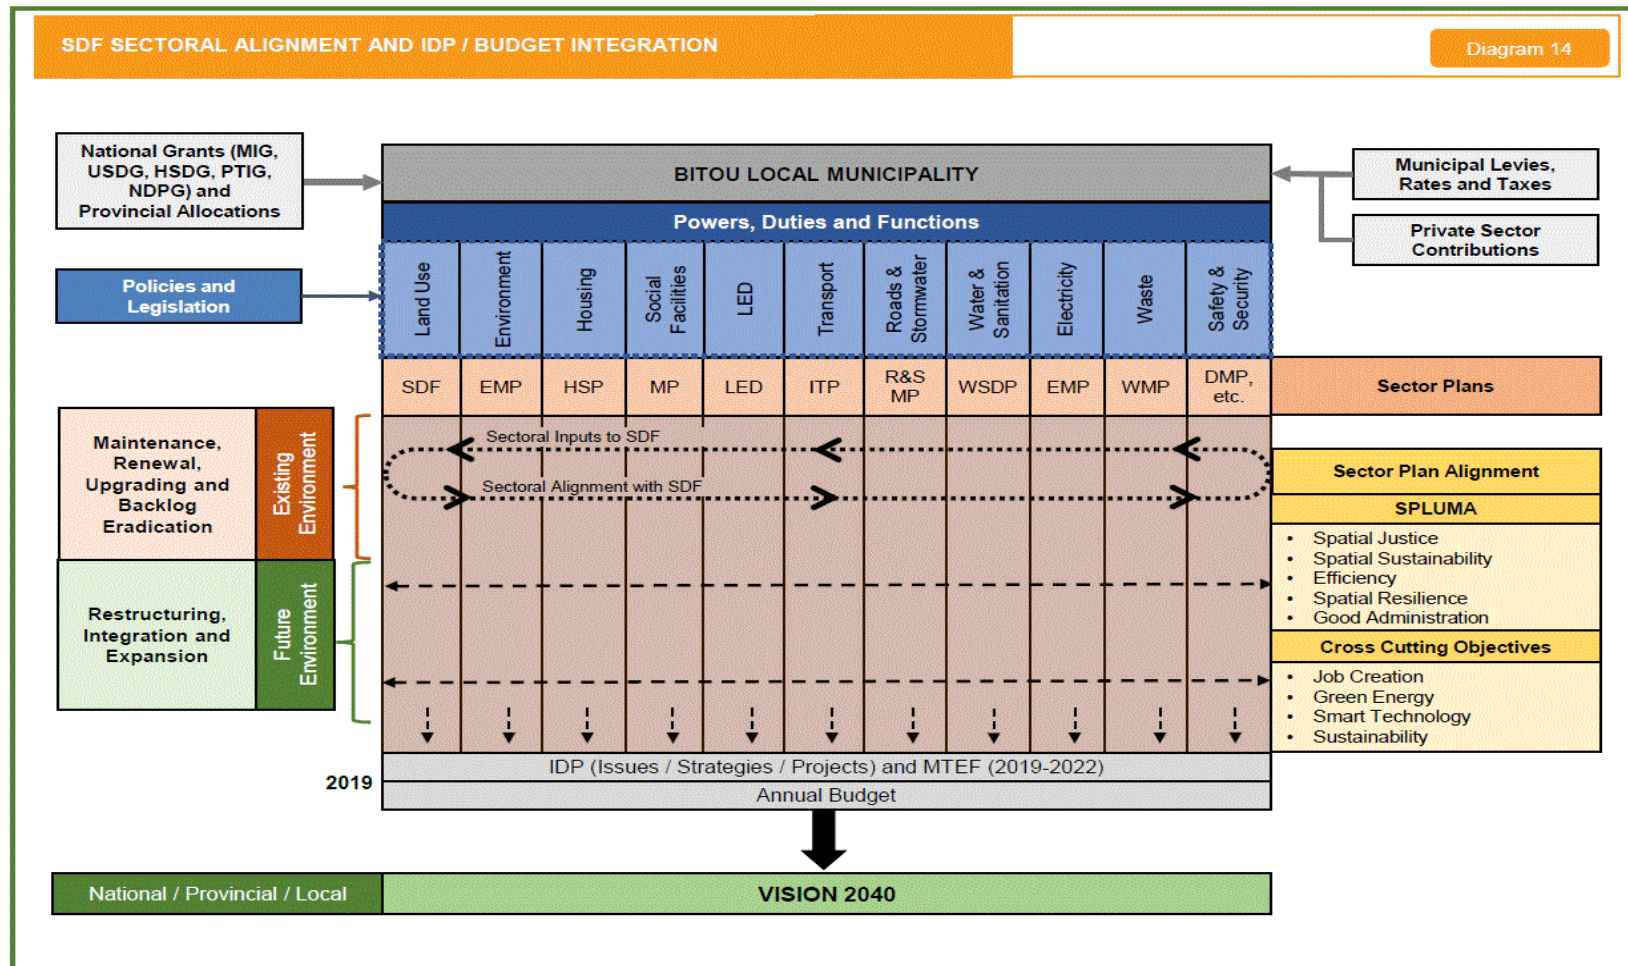 SDF SECTORAL ALIGNMENT AND IDP / BUDGET INTEGRATION
Diagram 14
National Grants (MIG,
USDG, HSDG, PTIG,
NDPG) and
Provincial Allocations
BITOU LOCAL MUNICIPALITY
Municipal Levies,
Rates and Taxes
Powers, Duties and Functions
Private Sector
Contributions
Policies and
Legislation
Land Use
Environment
Housing
Social
Facilities
LED
Transport
Roads &
Stormwater
Water &
Sanitation
Electricity
Waste
Safety &
Security
SDF
EMP
HSP
MP
LED
ITP
R&S
MP
WSDP
EMP
WMP
DMP,
etc.
Sector Plans
Maintenance,
Renewal,
Upgrading and
Backlog
Eradication
Existing
Environment
Sectoral Inputs to SDF
Sectoral Alignment with SDF
Sector Plan Alignment
SPLUMA
• Spatial Justice
• Spatial Sustainability
• Efficiency
• Spatial Resilience
• Good Administration
Restructuring,
Integration and
Expansion
Future
Environment
Cross Cutting Objectives
• Job Creation
• Green Energy
• Smart Technology
• Sustainability
2019
IDP (Issues / Strategies / Projects) and MTEF (2019-2022)
Annual Budget
National / Provincial / Local
VISION 2040